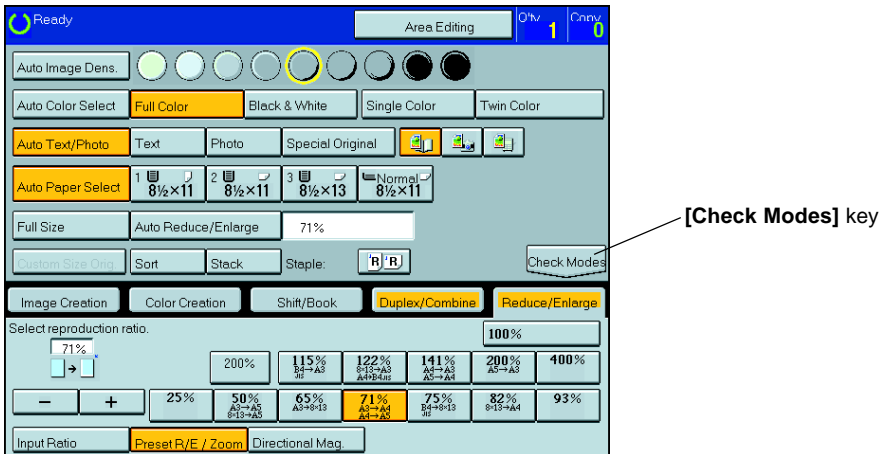 Ready
Area Editing
Q'ty 1
Copy 0
Auto Image Dens.
Auto Color Select Full Color Black & White Single Color Twin Color
Auto Text/Photo Text Photo Special Original
Auto Paper Select 1 8½×11 2 8½×11 3 8½×13 Normal 8½×11
Full Size Auto Reduce/Enlarge 71%
[Check Modes] key
Custom Size Orig. Sort Stack Staple: R R Check Modes
Image Creation Color Creation Shift/Book Duplex/Combine Reduce/Enlarge
Select reproduction ratio.
100%
71%
200% 115% 122% 141% 200% 400%
B4→A3 8×13→A3 A4→A3 A5→A3
JIS A4→B4JIS A5→A4
− + 25% 50% 65% 71% 75% 82% 93%
A3→A5 A3→8×13 A3→A4 B4→8×13 8×13→A4
8×13→A5 A4→A5 JIS
Input Ratio Preset R/E / Zoom Directional Mag.